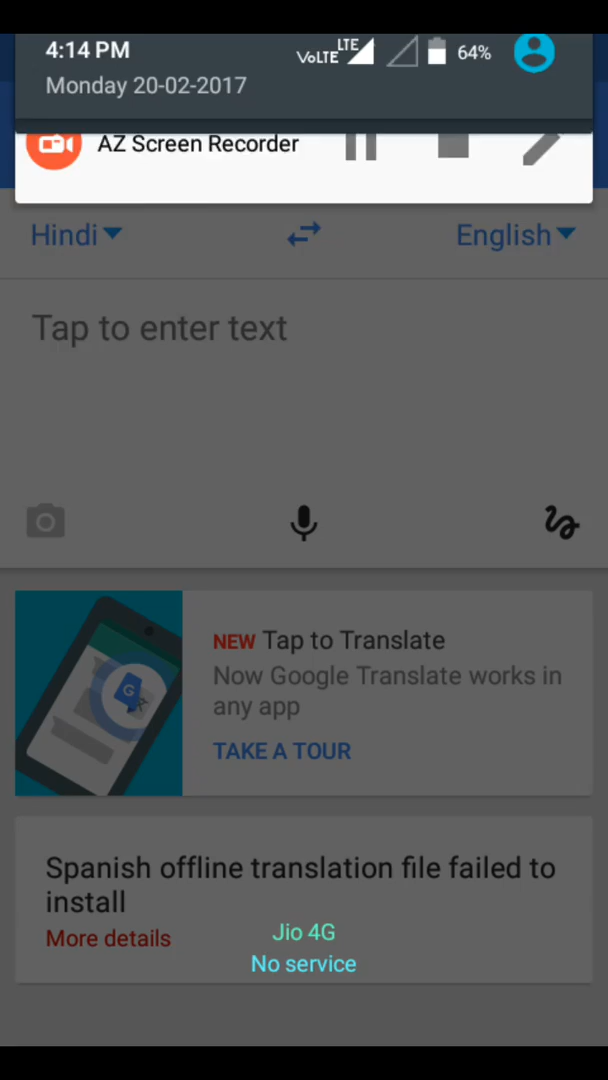 4:14 PM
VoLTE LTE 64%
Monday 20-02-2017
AZ Screen Recorder
Hindi
English
Tap to enter text
NEW Tap to Translate
Now Google Translate works in
any app
TAKE A TOUR
Spanish offline translation file failed to
install
More details
Jio 4G
No service